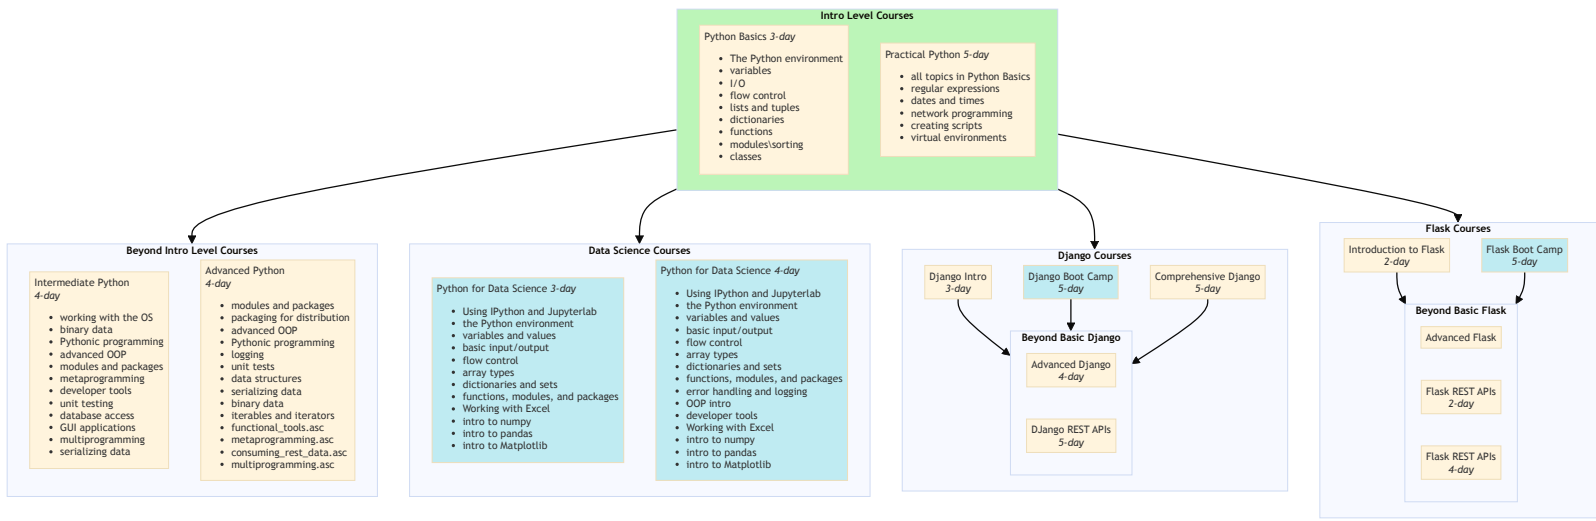 Intro Level Courses
Python Basics 3-day
• The Python environment
• variables
• I/O
• flow control
• lists and tuples
• dictionaries
• functions
• modules\sorting
• classes
Practical Python 5-day
• all topics in Python Basics
• regular expressions
• dates and times
• network programming
• creating scripts
• virtual environments
Beyond Intro Level Courses
Intermediate Python
4-day
• working with the OS
• binary data
• Pythonic programming
• advanced OOP
• modules and packages
• metaprogramming
• developer tools
• unit testing
• database access
• GUI applications
• multiprogramming
• serializing data
Advanced Python
4-day
• modules and packages
• packaging for distribution
• advanced OOP
• Pythonic programming
• logging
• unit tests
• data structures
• serializing data
• binary data
• iterables and iterators
• functional_tools.asc
• metaprogramming.asc
• consuming_rest_data.asc
• multiprogramming.asc
Data Science Courses
Python for Data Science 3-day
• Using IPython and Jupyterlab
• the Python environment
• variables and values
• basic input/output
• flow control
• array types
• dictionaries and sets
• functions, modules, and packages
• Working with Excel
• intro to numpy
• intro to pandas
• intro to Matplotlib
Python for Data Science 4-day
• Using IPython and Jupyterlab
• the Python environment
• variables and values
• basic input/output
• flow control
• array types
• dictionaries and sets
• functions, modules, and packages
• error handling and logging
• OOP intro
• developer tools
• Working with Excel
• intro to numpy
• intro to pandas
• intro to Matplotlib
Django Courses
Django Intro
3-day
Django Boot Camp
5-day
Comprehensive Django
5-day
Beyond Basic Django
Advanced Django
4-day
DJango REST APIs
5-day
Flask Courses
Introduction to Flask
2-day
Flask Boot Camp
5-day
Beyond Basic Flask
Advanced Flask
Flask REST APIs
2-day
Flask REST APIs
4-day